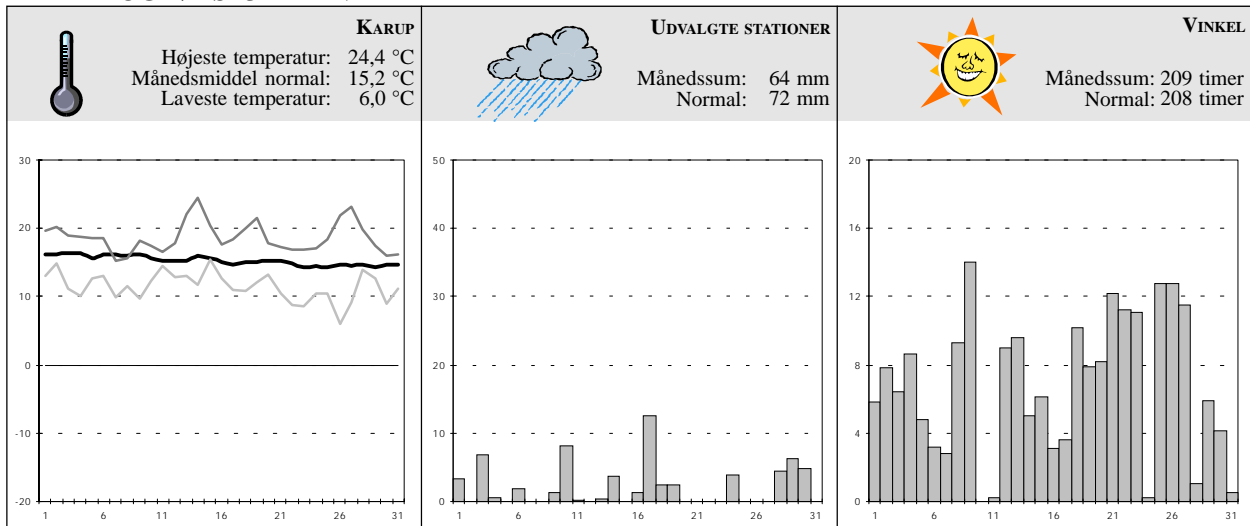 KARUP
Højeste temperatur: 24,4 °C
Månedsmiddel normal: 15,2 °C
Laveste temperatur: 6,0 °C
UDVALGTE STATIONER
Månedssum: 64 mm
Normal: 72 mm
VINKEL
Månedssum: 209 timer
Normal: 208 timer
30
20
10
0
-10
-20
1 6 11 16 21 26 31
50
40
30
20
10
0
1 6 11 16 21 26 31
20
16
12
8
4
0
1 6 11 16 21 26 31